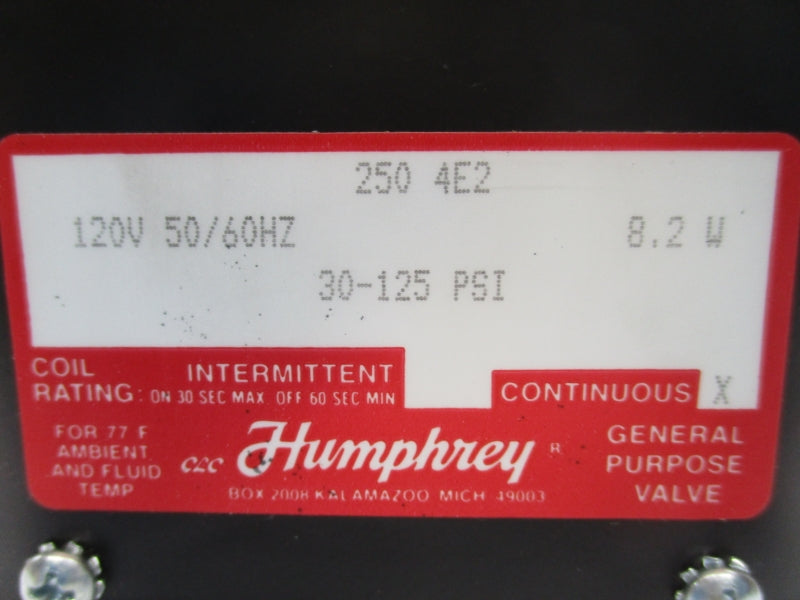 250 4E2
120V 50/60HZ 8.2 W
30-125 PSI
COIL RATING: INTERMITTENT
ON 30 SEC MAX OFF 60 SEC MIN
CONTINUOUS X
FOR 77 F
AMBIENT
AND FLUID
TEMP
CLC Humphrey ®
BOX 2008 KALAMAZOO MICH 49003
GENERAL
PURPOSE
VALVE